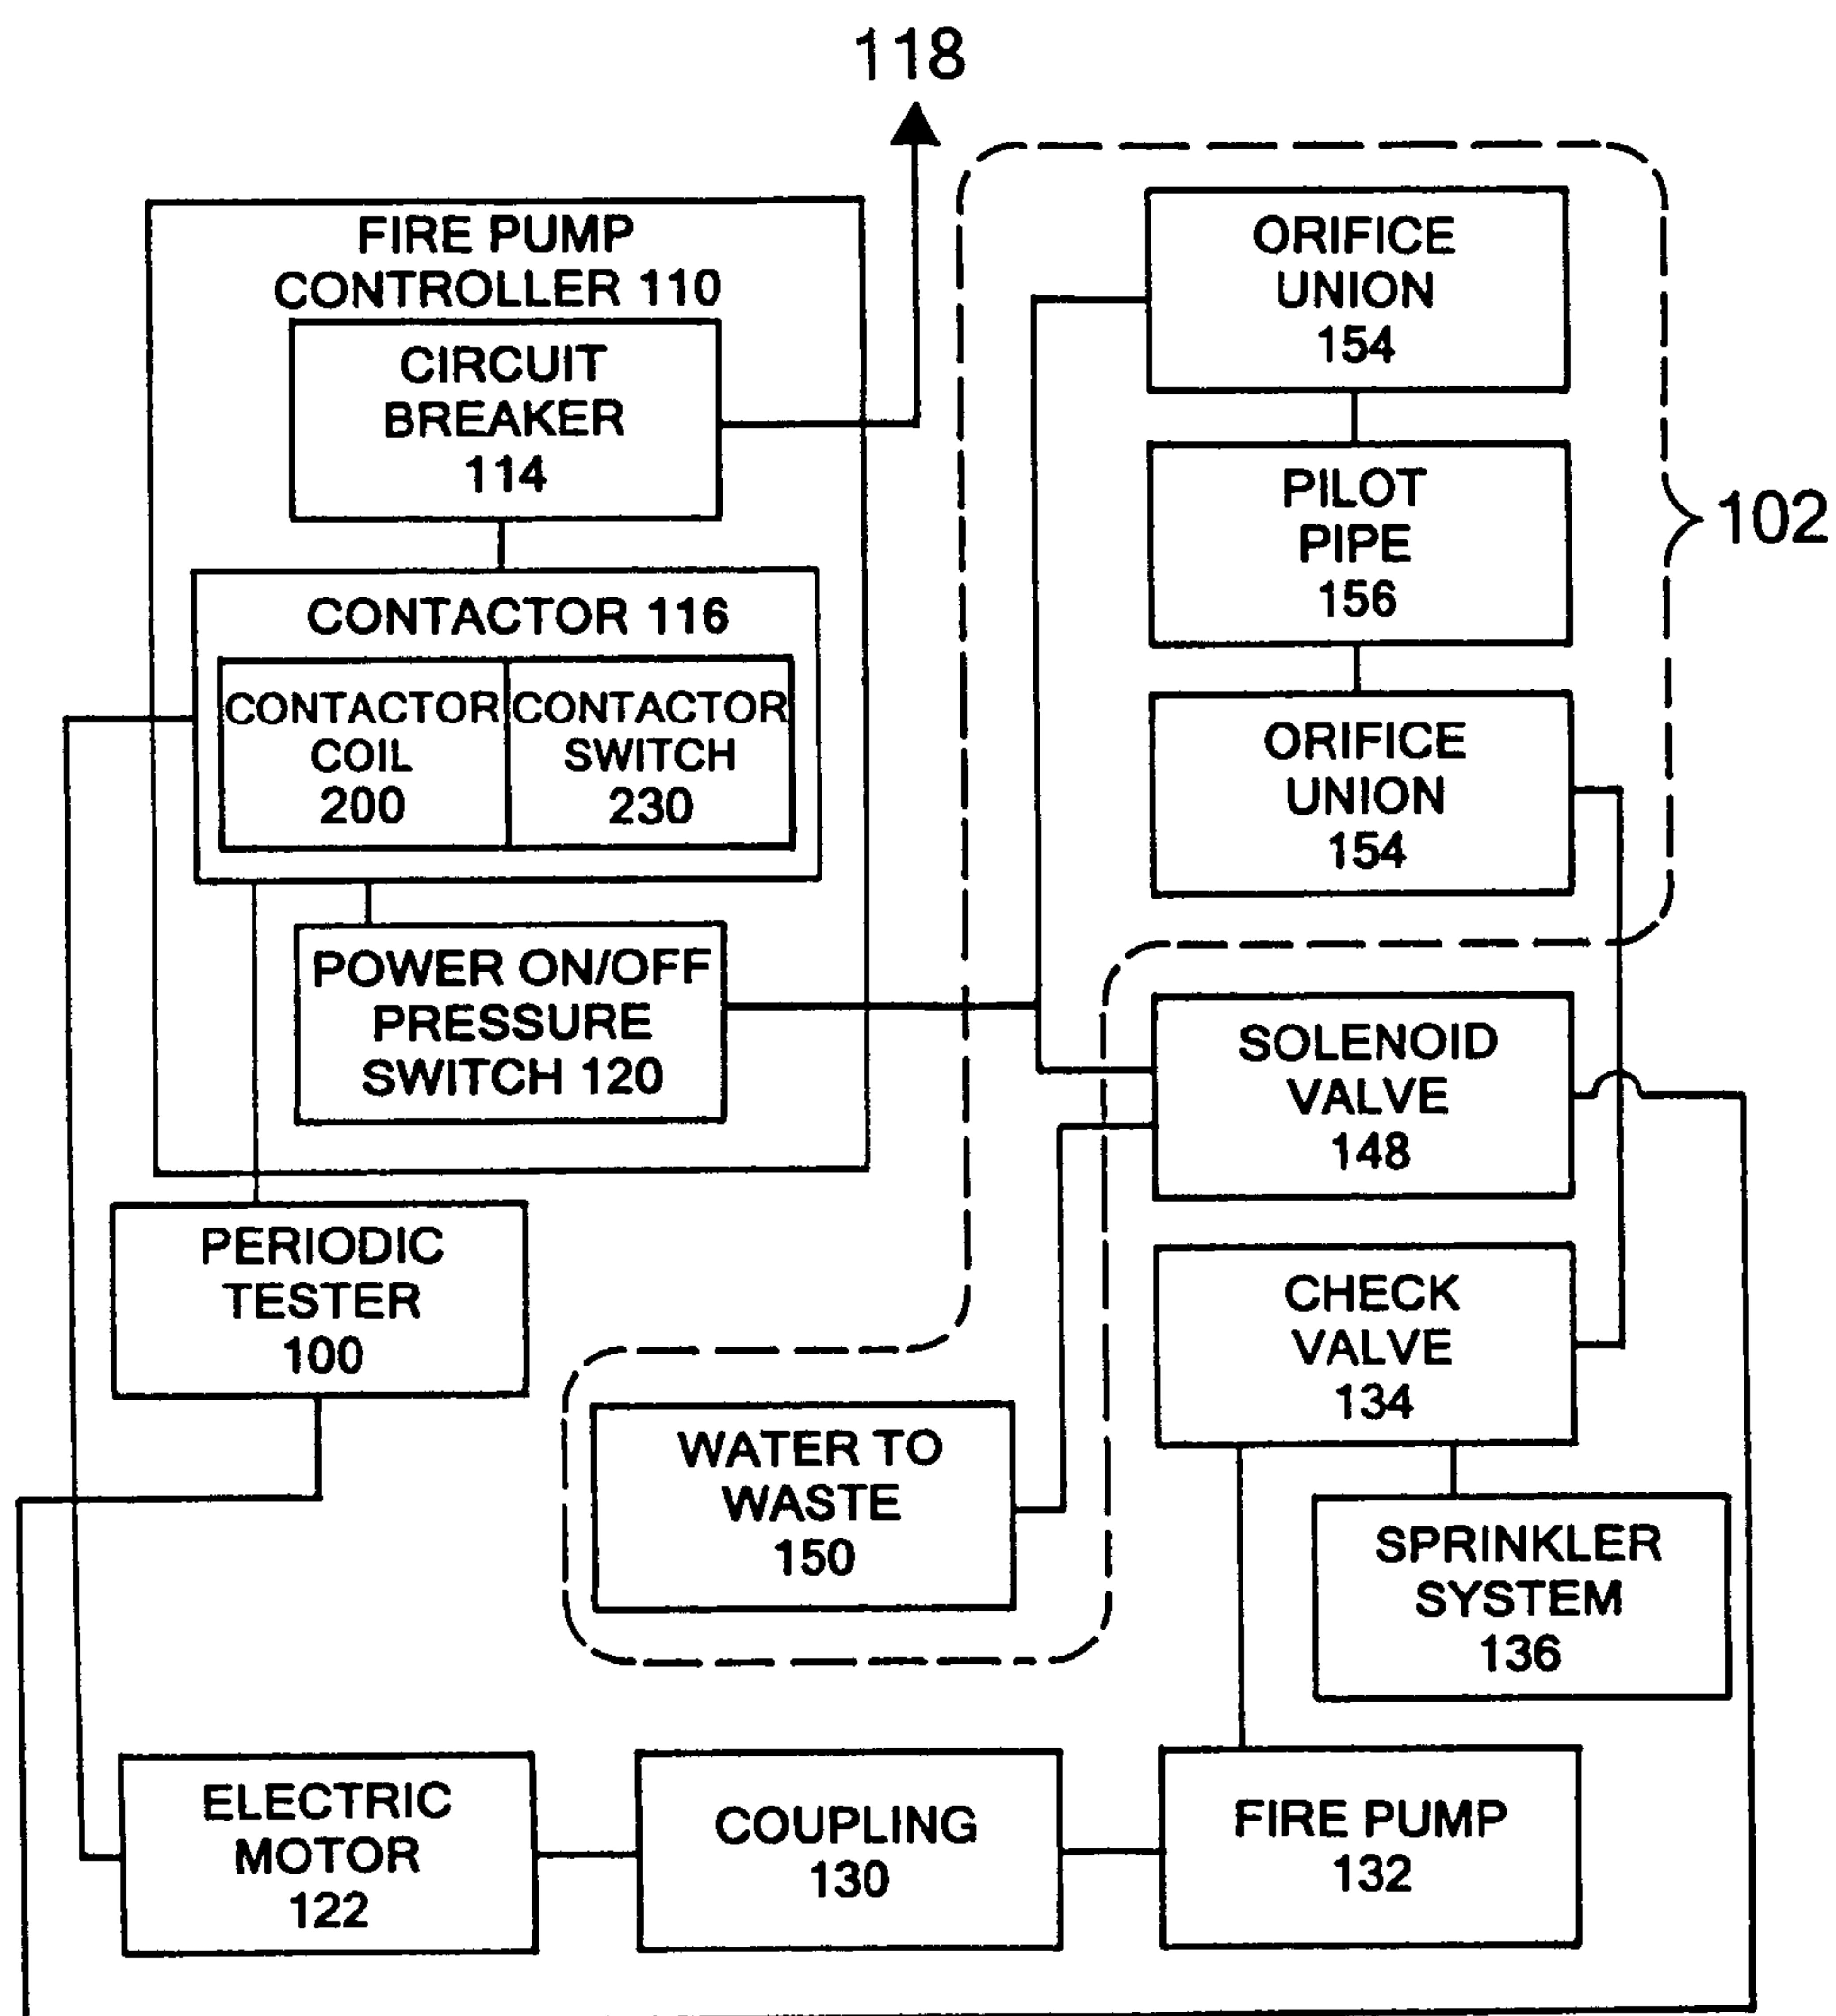 118
FIRE PUMP
CONTROLLER 110
CIRCUIT
BREAKER
114
CONTACTOR 116
CONTACTOR
COIL
200
CONTACTOR
SWITCH
230
POWER ON/OFF
PRESSURE
SWITCH 120
PERIODIC
TESTER
100
ORIFICE
UNION
154
PILOT
PIPE
156
102
ORIFICE
UNION
154
SOLENOID
VALVE
148
CHECK
VALVE
134
WATER TO
WASTE
150
SPRINKLER
SYSTEM
136
ELECTRIC
MOTOR
122
COUPLING
130
FIRE PUMP
132